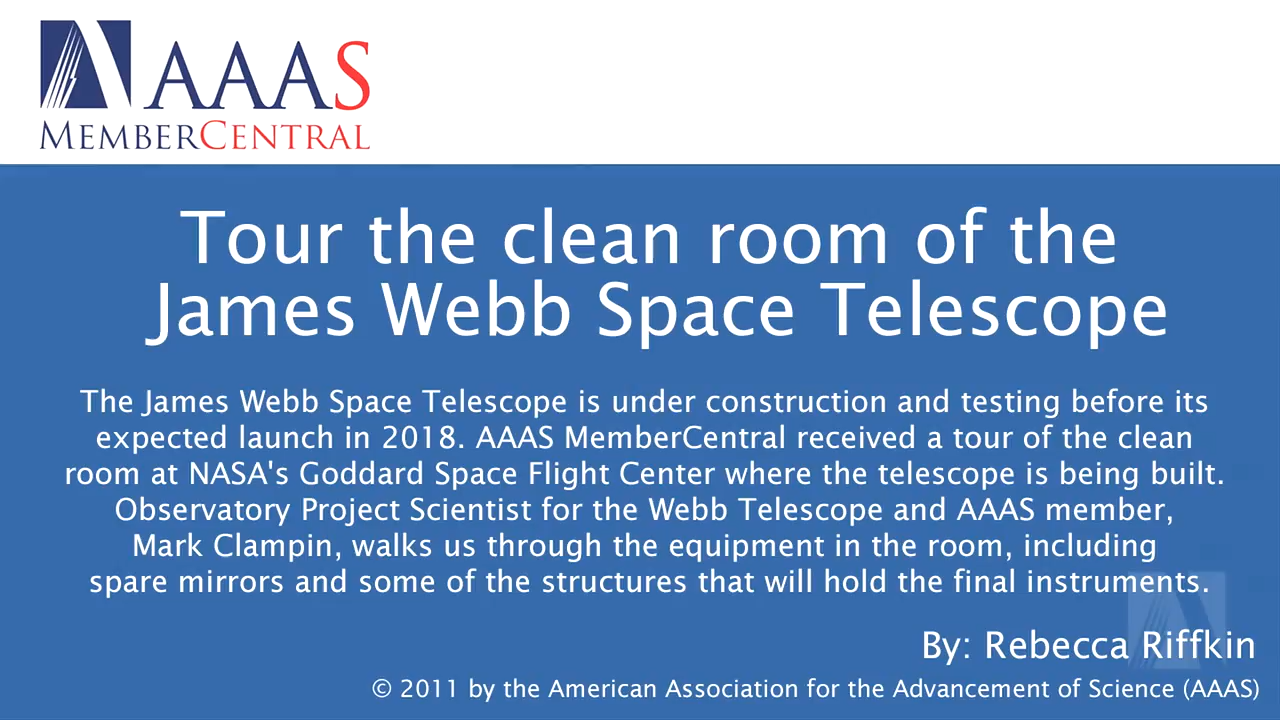 AAAS
MEMBERCENTRAL
Tour the clean room of the
James Webb Space Telescope
The James Webb Space Telescope is under construction and testing before its
expected launch in 2018. AAAS MemberCentral received a tour of the clean
room at NASA's Goddard Space Flight Center where the telescope is being built.
Observatory Project Scientist for the Webb Telescope and AAAS member,
Mark Clampin, walks us through the equipment in the room, including
spare mirrors and some of the structures that will hold the final instruments.
By: Rebecca Riffkin
© 2011 by the American Association for the Advancement of Science (AAAS)